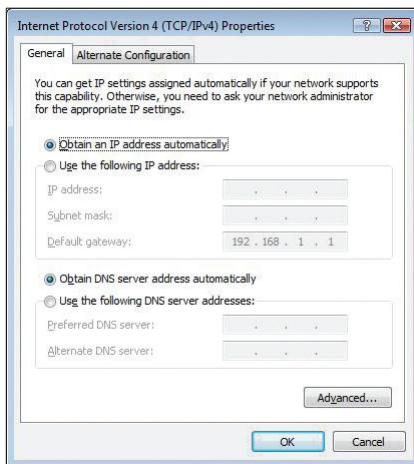 Internet Protocol Version 4 (TCP/IPv4) Properties
General
Alternate Configuration
You can get IP settings assigned automatically if your network supports
this capability. Otherwise, you need to ask your network administrator
for the appropriate IP settings.
Obtain an IP address automatically
Use the following IP address:
IP address:
. . .
Subnet mask:
. . .
Default gateway:
192 . 168 . 1 . 1
Obtain DNS server address automatically
Use the following DNS server addresses:
Preferred DNS server:
. . .
Alternate DNS server:
. . .
Advanced...
OK
Cancel